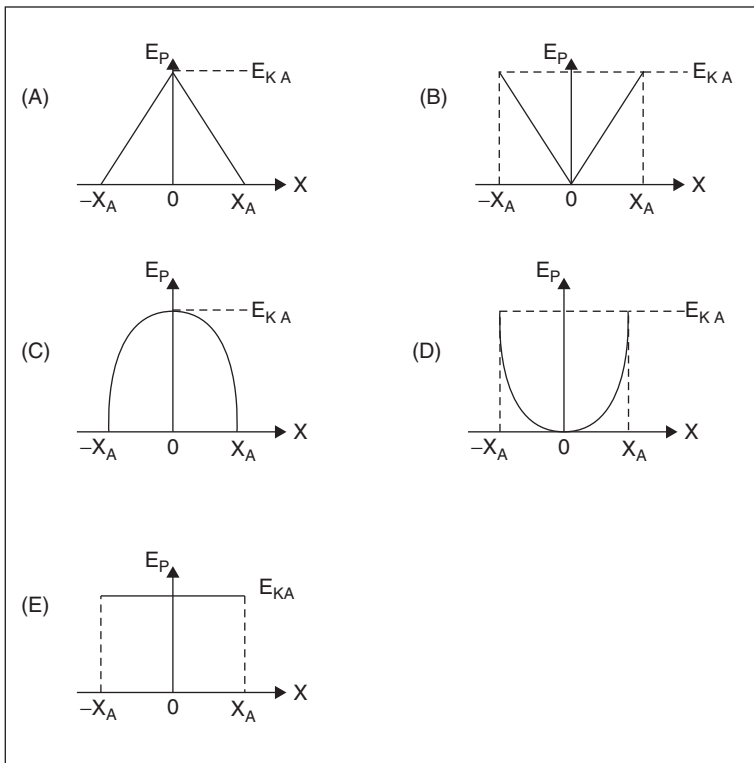 (A) E_P E_K A
−X_A 0 X_A X
(B) E_P E_K A
−X_A 0 X_A X
(C) E_P E_K A
−X_A 0 X_A X
(D) E_P E_K A
−X_A 0 X_A X
(E) E_P E_KA
−X_A 0 X_A X